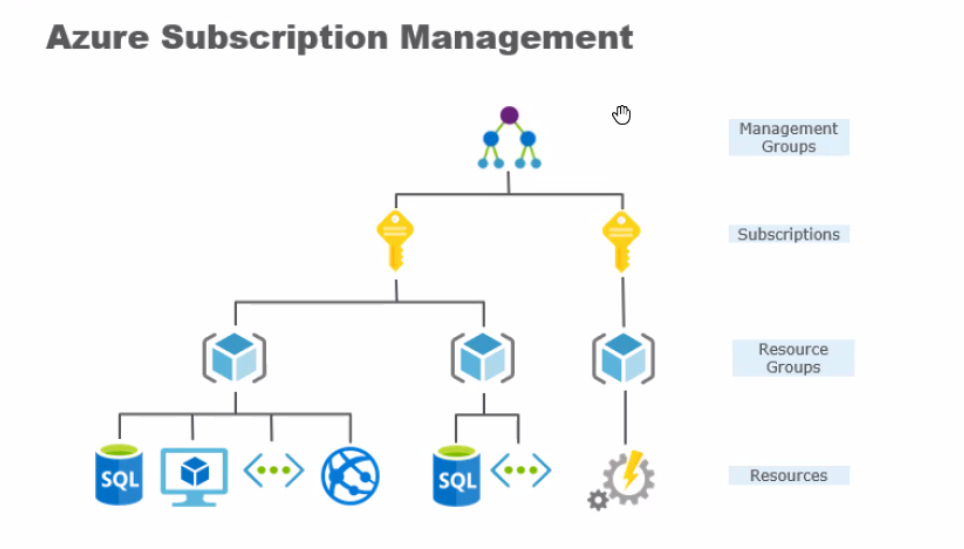 Azure Subscription Management
Management
Groups
Subscriptions
Resource
Groups
SQL
SQL
Resources